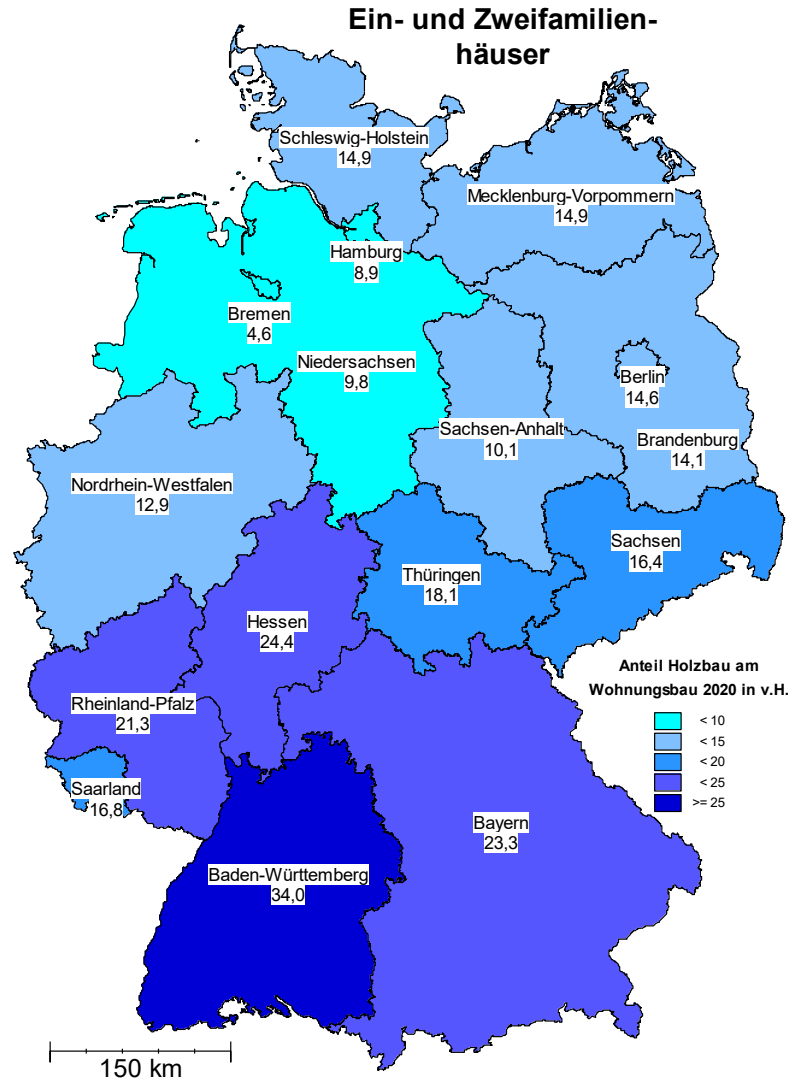 Ein- und Zweifamilien-
häuser
Schleswig-Holstein
14,9
Mecklenburg-Vorpommern
14,9
Hamburg
8,9
Bremen
4,6
Niedersachsen
9,8
Berlin
14,6
Sachsen-Anhalt
10,1
Brandenburg
14,1
Nordrhein-Westfalen
12,9
Sachsen
16,4
Thüringen
18,1
Hessen
24,4
Rheinland-Pfalz
21,3
Saarland
16,8
Bayern
23,3
Baden-Württemberg
34,0
Anteil Holzbau am
Wohnungsbau 2020 in v.H.
< 10
< 15
< 20
< 25
>= 25
150 km